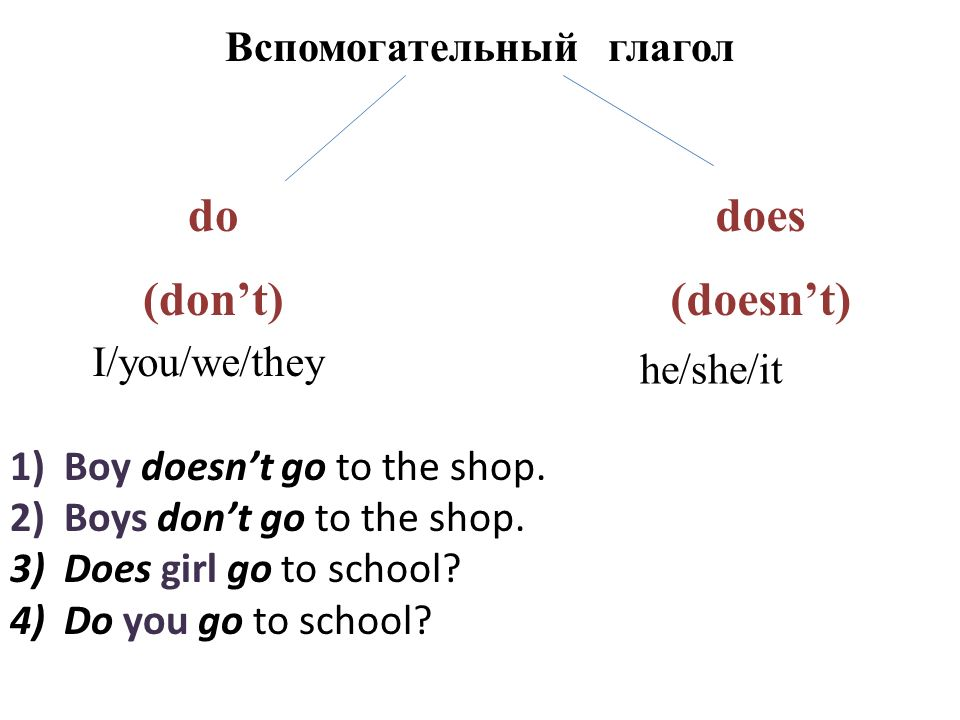 Вспомогательный глагол
do does
(don’t) (doesn’t)
I/you/we/they he/she/it
1) Boy doesn’t go to the shop.
2) Boys don’t go to the shop.
3) Does girl go to school?
4) Do you go to school?